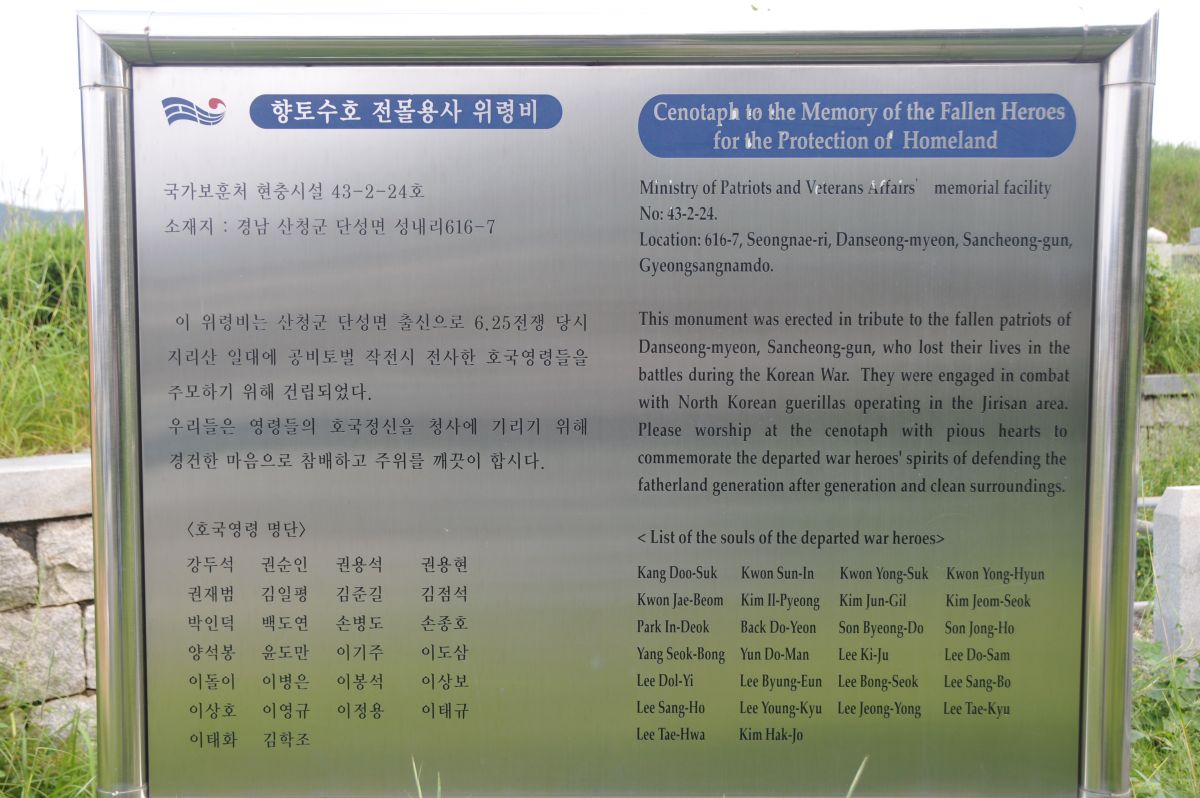 향토수호 전몰용사 위령비
국가보훈처 현충시설 43-2-24호
소재지 : 경남 산청군 단성면 성내리616-7
이 위령비는 산청군 단성면 출신으로 6.25전쟁 당시
지리산 일대에 공비토벌 작전시 전사한 호국영령들을
추모하기 위해 건립되었다.
우리들은 영령들의 호국정신을 청사에 기리기 위해
경건한 마음으로 참배하고 주위를 깨끗이 합시다.
〈호국영령 명단〉
강두석 권순인 권용석 권용현
권재범 김일평 김준길 김점석
박인덕 백도연 손병도 손종호
양석봉 윤도만 이기주 이도삼
이돌이 이병은 이봉석 이상보
이상호 이영규 이정용 이태규
이태화 김학조
Cenotaph to the Memory of the Fallen Heroes
for the Protection of Homeland
Ministry of Patriots and Veterans Affairs' memorial facility
No: 43-2-24.
Location: 616-7, Seongnae-ri, Danseong-myeon, Sancheong-gun,
Gyeongsangnamdo.
This monument was erected in tribute to the fallen patriots of
Danseong-myeon, Sancheong-gun, who lost their lives in the
battles during the Korean War. They were engaged in combat
with North Korean guerillas operating in the Jirisan area.
Please worship at the cenotaph with pious hearts to
commemorate the departed war heroes' spirits of defending the
fatherland generation after generation and clean surroundings.
< List of the souls of the departed war heroes>
Kang Doo-Suk Kwon Sun-In Kwon Yong-Suk Kwon Yong-Hyun
Kwon Jae-Beom Kim Il-Pyeong Kim Jun-Gil Kim Jeom-Seok
Park In-Deok Back Do-Yeon Son Byeong-Do Son Jong-Ho
Yang Seok-Bong Yun Do-Man Lee Ki-Ju Lee Do-Sam
Lee Dol-Yi Lee Byung-Eun Lee Bong-Seok Lee Sang-Bo
Lee Sang-Ho Lee Young-Kyu Lee Jeong-Yong Lee Tae-Kyu
Lee Tae-Hwa Kim Hak-Jo